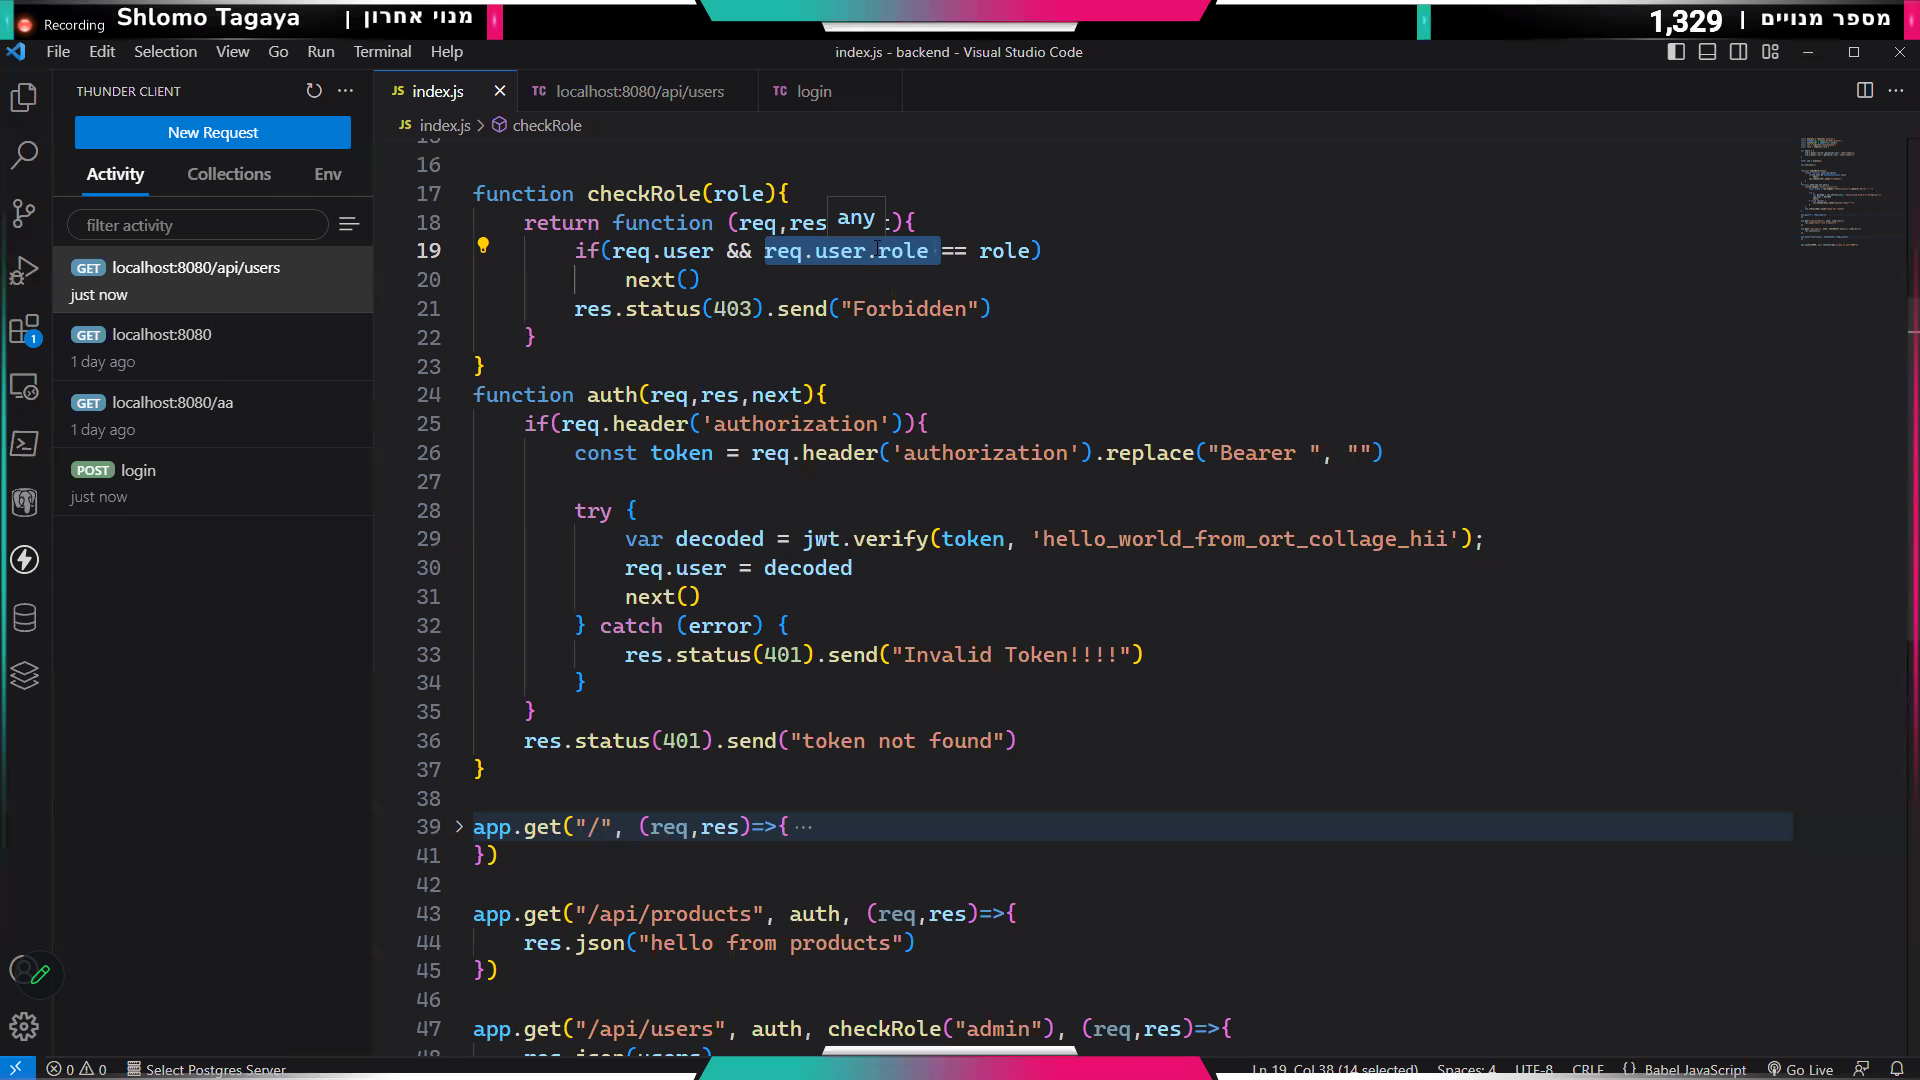 Recording
Shlomo Tagaya | מנוי אחרון
1,329 | מספר מנויים
File Edit Selection View Go Run Terminal Help
index.js - backend - Visual Studio Code
THUNDER CLIENT
New Request
Activity Collections Env
filter activity
GET localhost:8080/api/users
just now
GET localhost:8080
1 day ago
GET localhost:8080/aa
1 day ago
POST login
just now
1
JS index.js
TC localhost:8080/api/users
TC login
JS index.js > checkRole
any
16
17 function checkRole(role){
18 return function (req,res t){
19 if(req.user && req.user.role == role)
20 next()
21 res.status(403).send("Forbidden")
22 }
23 }
24 function auth(req,res,next){
25 if(req.header('authorization')){
26 const token = req.header('authorization').replace("Bearer ", "")
27
28 try {
29 var decoded = jwt.verify(token, 'hello_world_from_ort_collage_hii');
30 req.user = decoded
31 next()
32 } catch (error) {
33 res.status(401).send("Invalid Token!!!!")
34 }
35 }
36 res.status(401).send("token not found")
37 }
38
39 app.get("/", (req,res)=>{ ···
41 })
42
43 app.get("/api/products", auth, (req,res)=>{
44 res.json("hello from products")
45 })
46
47 app.get("/api/users", auth, checkRole("admin"), (req,res)=>{
48 res.json(users)
0 0 Select Postgres Server
Ln 19, Col 38 (14 selected) Spaces: 4 UTF-8 CRLF {} Babel JavaScript Go Live